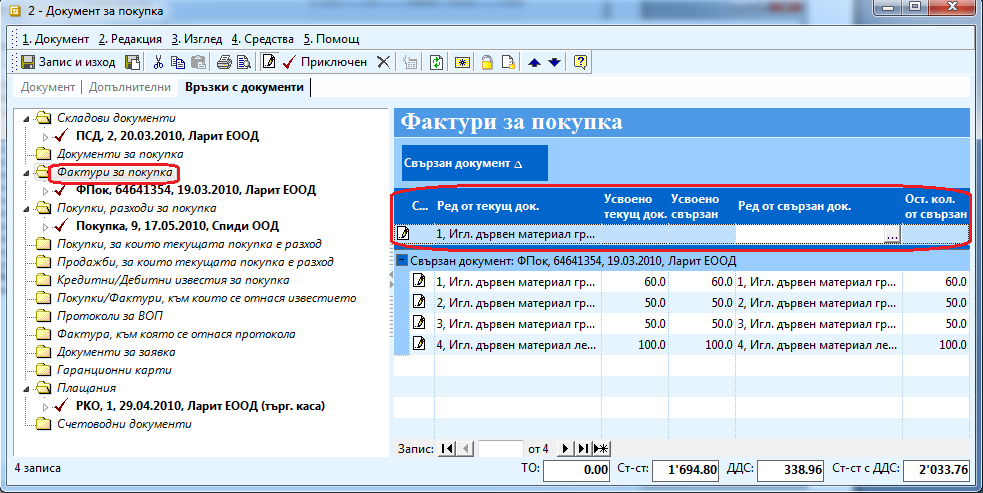 2 - Документ за покупка
1. Документ 2. Редакция 3. Изглед 4. Средства 5. Помощ
Запис и изход Приключен
Документ Допълнителни Връзки с документи
Складови документи
ПСД, 2, 20.03.2010, Ларит ЕООД
Документи за покупка
Фактури за покупка
ФПок, 64641354, 19.03.2010, Ларит ЕООД
Покупки, разходи за покупка
Покупка, 9, 17.05.2010, Спиди ООД
Покупки, за които текущата покупка е разход
Продажби, за които текущата покупка е разход
Кредитни/Дебитни известия за покупка
Покупки/Фактури, към които се отнася известието
Протоколи за ВОП
Фактура, към която се отнася протокола
Документи за заявка
Гаранционни карти
Плащания
РКО, 1, 29.04.2010, Ларит ЕООД (търг. каса)
Счетоводни документи
Фактури за покупка
Свързан документ
С... Ред от текущ док. Усвоено текущ док. Усвоено свързан Ред от свързан док. Ост. кол. от свързан
1, Игл. дървен материал гр... ...
Свързан документ: ФПок, 64641354, 19.03.2010, Ларит ЕООД
1, Игл. дървен материал гр... 60.0 60.0 1, Игл. дървен материал гр... 60.0
2, Игл. дървен материал гр... 50.0 50.0 2, Игл. дървен материал гр... 50.0
3, Игл. дървен материал гр... 50.0 50.0 3, Игл. дървен материал гр... 50.0
4, Игл. дървен материал ле... 100.0 100.0 4, Игл. дървен материал ле... 100.0
Запис: от 4
4 записа ТО: 0.00 Ст-ст: 1'694.80 ДДС: 338.96 Ст-ст с ДДС: 2'033.76